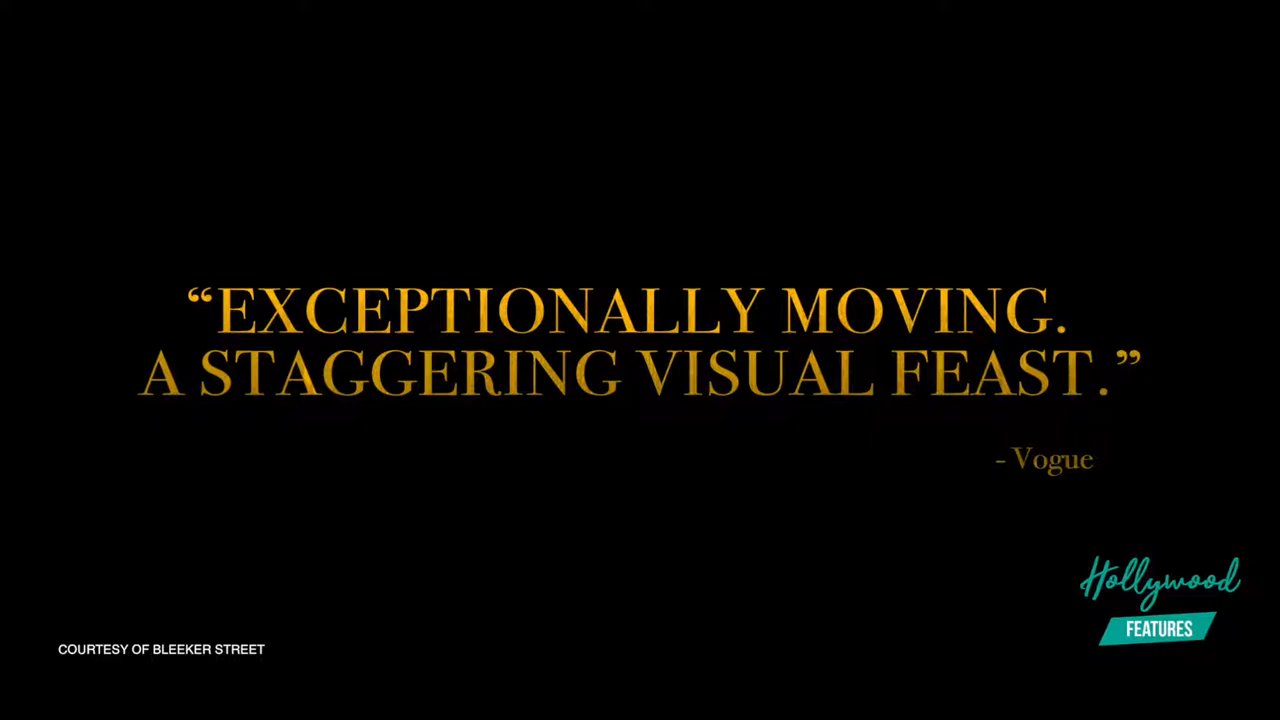 “EXCEPTIONALLY MOVING.
A STAGGERING VISUAL FEAST.”
- Vogue
Hollywood
FEATURES
COURTESY OF BLEEKER STREET